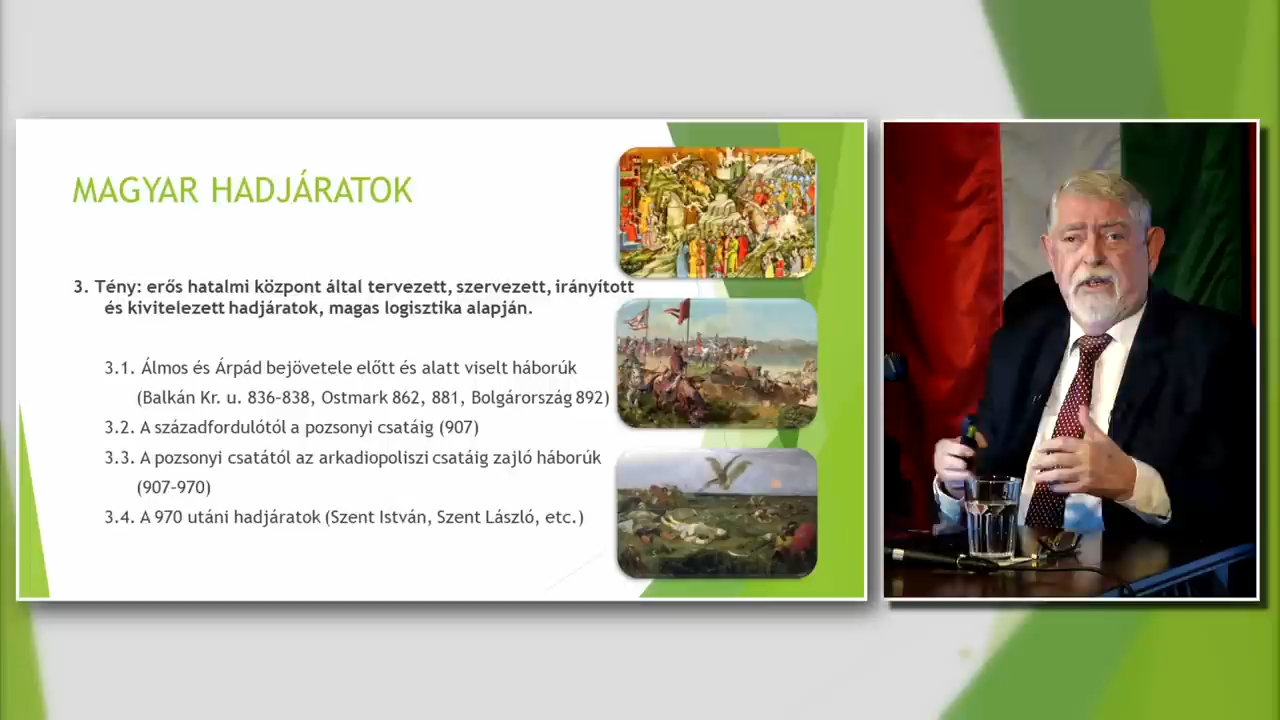 MAGYAR HADJÁRATOK
3. Tény: erős hatalmi központ által tervezett, szervezett, irányított
és kivitelezett hadjáratok, magas logisztika alapján.
3.1. Álmos és Árpád bejövetele előtt és alatt viselt háborúk
(Balkán Kr. u. 836-838, Ostmark 862, 881, Bolgárország 892)
3.2. A századfordulótól a pozsonyi csatáig (907)
3.3. A pozsonyi csatától az arkadiopoliszi csatáig zajló háborúk
(907-970)
3.4. A 970 utáni hadjáratok (Szent István, Szent László, etc.)